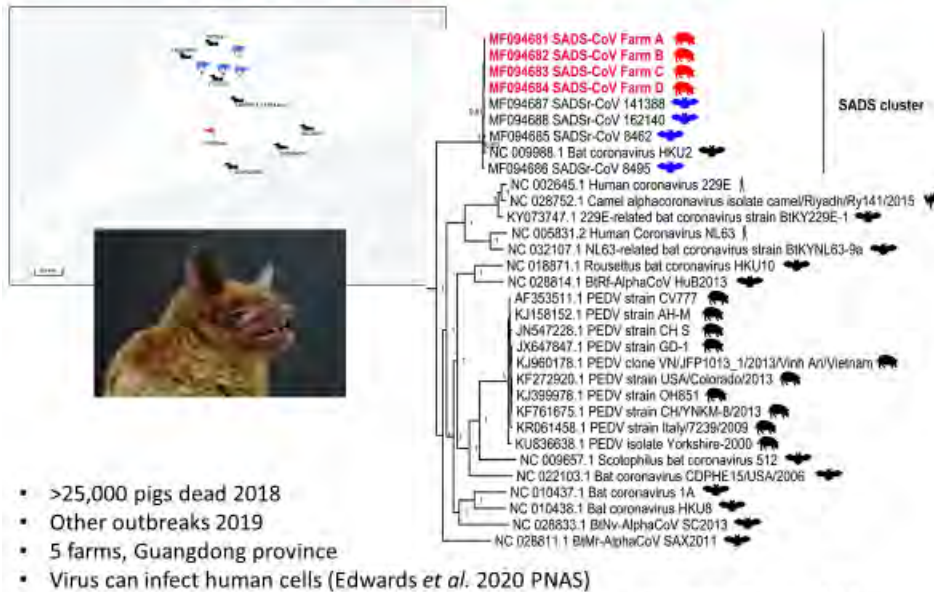 MF094681 SADS-CoV Farm A
MF094682 SADS-CoV Farm B
MF094683 SADS-CoV Farm C
MF094684 SADS-CoV Farm D
MF094687 SADSr-CoV 141388
MF094688 SADSr-CoV 162140
MF094685 SADSr-CoV 8462
NC 009988.1 Bat coronavirus HKU2
MF094686 SADSr-CoV 8495
SADS cluster
NC 002645.1 Human coronavirus 229E
NC 028752.1 Camel alphacoronavirus isolate camel/Riyadh/Ry141/2015
KY073747.1 229E-related bat coronavirus strain BtKY229E-1
NC 005831.2 Human Coronavirus NL63
NC 032107.1 NL63-related bat coronavirus strain BtKYNL63-9a
NC 018871.1 Rousettus bat coronavirus HKU10
NC 028814.1 BtRf-AlphaCoV HuB2013
AF353511.1 PEDV strain CV777
KJ158152.1 PEDV strain AH-M
JN547228.1 PEDV strain CH S
JX647847.1 PEDV strain GD-1
KJ960178.1 PEDV clone VN/JFP1013_1/2013/Vinh An/Vietnam
KF272920.1 PEDV strain USA/Colorado/2013
KJ399978.1 PEDV strain OH851
KF761675.1 PEDV strain CH/YNKM-8/2013
KR061458.1 PEDV strain Italy/7239/2009
KU836638.1 PEDV isolate Yorkshire-2000
NC 009657.1 Scotophilus bat coronavirus 512
NC 022103.1 Bat coronavirus CDPHE15/USA/2006
NC 010437.1 Bat coronavirus 1A
NC 010438.1 Bat coronavirus HKU8
NC 028833.1 BtNv-AlphaCoV SC2013
NC 028811.1 BtMr-AlphaCoV SAX2011
• >25,000 pigs dead 2018
• Other outbreaks 2019
• 5 farms, Guangdong province
• Virus can infect human cells (Edwards et al. 2020 PNAS)